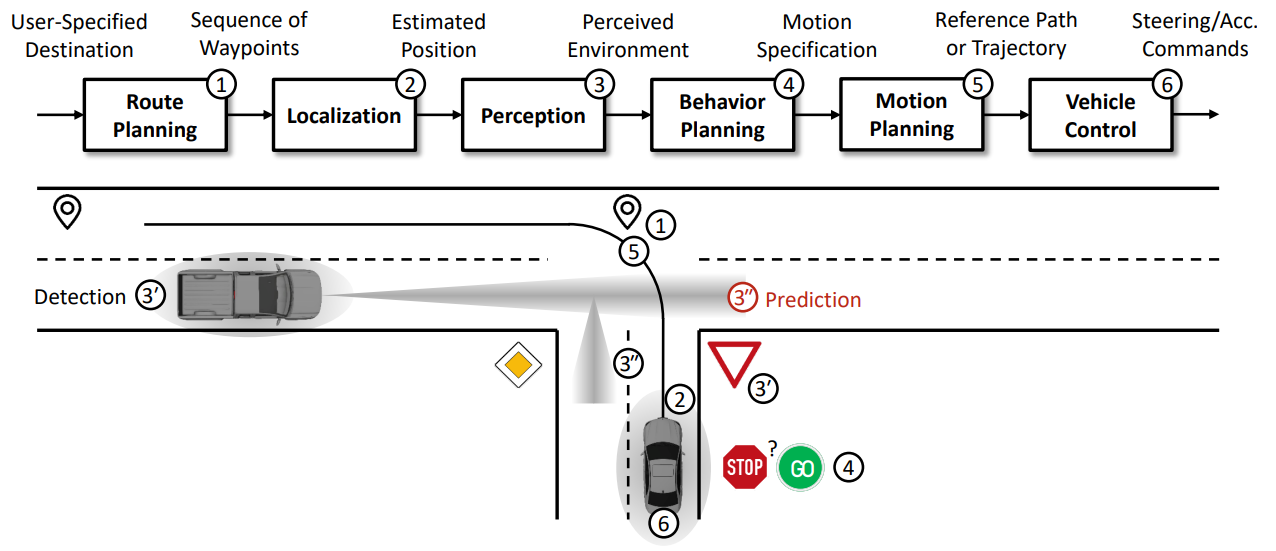 User-Specified
Destination
Sequence of
Waypoints
Estimated
Position
Perceived
Environment
Motion
Specification
Reference Path
or Trajectory
Steering/Acc.
Commands
Route
Planning
1
Localization
2
Perception
3
Behavior
Planning
4
Motion
Planning
5
Vehicle
Control
6
1
5
Detection 3′
3″ Prediction
3″
3′
2
STOP ? GO 4
6